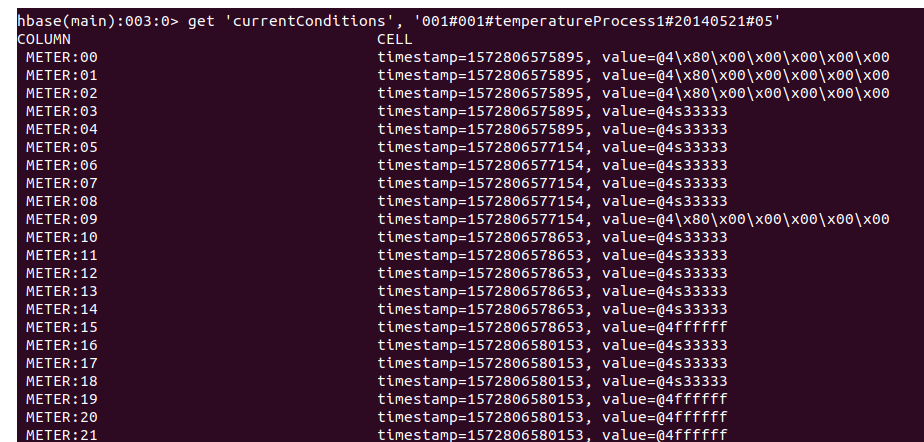 hbase(main):003:0> get 'currentConditions', '001#001#temperatureProcess1#20140521#05'
COLUMN CELL
METER:00 timestamp=1572806575895, value=@4\x80\x00\x00\x00\x00\x00
METER:01 timestamp=1572806575895, value=@4\x80\x00\x00\x00\x00\x00
METER:02 timestamp=1572806575895, value=@4\x80\x00\x00\x00\x00\x00
METER:03 timestamp=1572806575895, value=@4s33333
METER:04 timestamp=1572806575895, value=@4s33333
METER:05 timestamp=1572806577154, value=@4s33333
METER:06 timestamp=1572806577154, value=@4s33333
METER:07 timestamp=1572806577154, value=@4s33333
METER:08 timestamp=1572806577154, value=@4s33333
METER:09 timestamp=1572806577154, value=@4\x80\x00\x00\x00\x00\x00
METER:10 timestamp=1572806578653, value=@4s33333
METER:11 timestamp=1572806578653, value=@4s33333
METER:12 timestamp=1572806578653, value=@4s33333
METER:13 timestamp=1572806578653, value=@4s33333
METER:14 timestamp=1572806578653, value=@4s33333
METER:15 timestamp=1572806578653, value=@4ffffff
METER:16 timestamp=1572806580153, value=@4s33333
METER:17 timestamp=1572806580153, value=@4s33333
METER:18 timestamp=1572806580153, value=@4s33333
METER:19 timestamp=1572806580153, value=@4ffffff
METER:20 timestamp=1572806580153, value=@4ffffff
METER:21 timestamp=1572806580153, value=@4ffffff